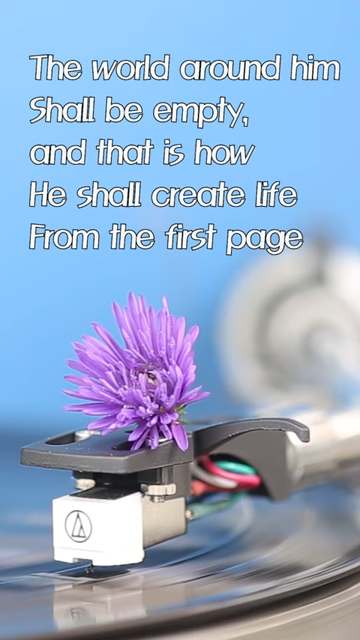 The world around him
Shall be empty,
and that is how
He shall create life
From the first page